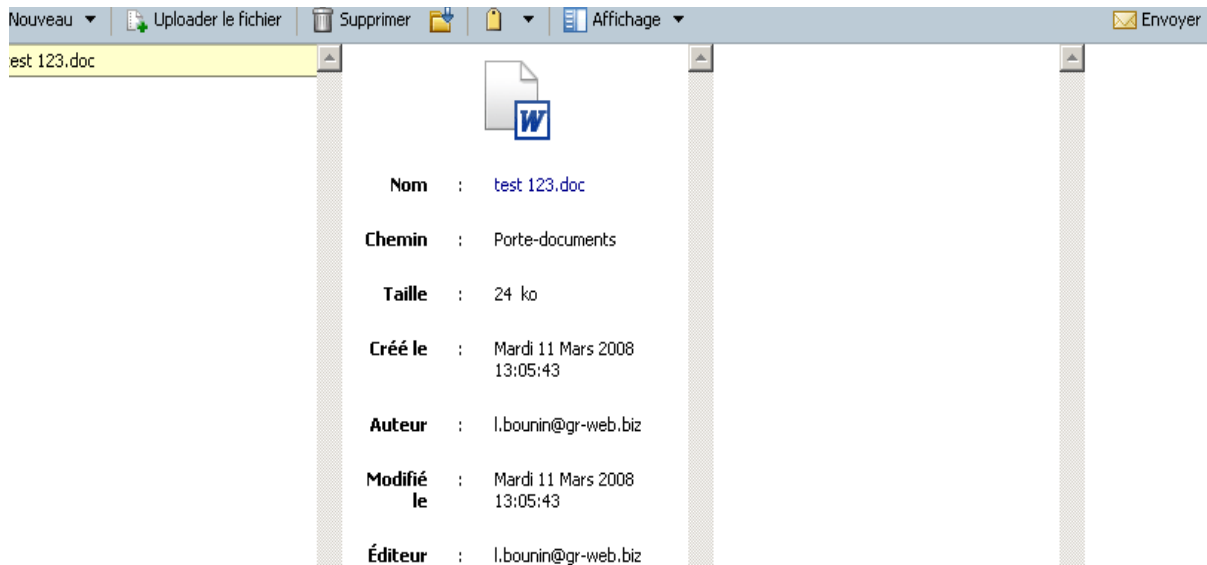 Nouveau Uploader le fichier Supprimer Affichage Envoyer
test 123.doc
W
Nom : test 123.doc
Chemin : Porte-documents
Taille : 24 ko
Créé le : Mardi 11 Mars 2008
13:05:43
Auteur : l.bounin@gr-web.biz
Modifié : Mardi 11 Mars 2008
le 13:05:43
Éditeur : l.bounin@gr-web.biz